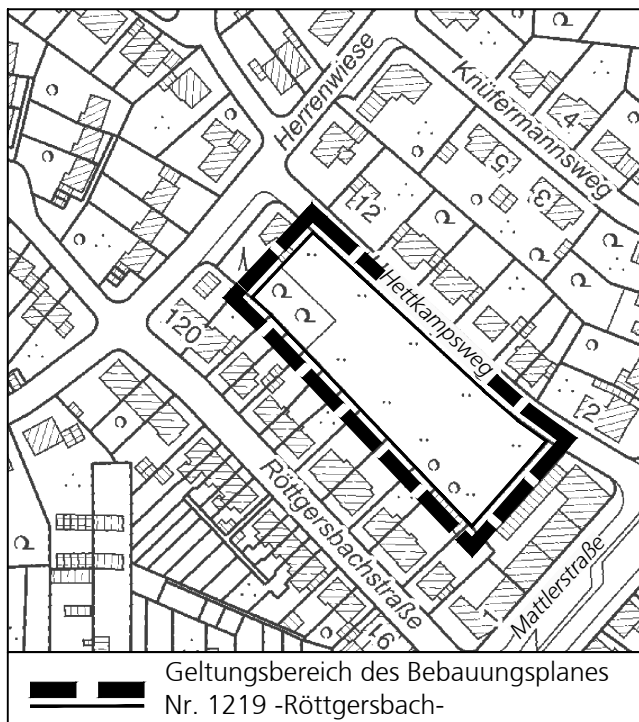 Herrenwiese
Knüfermannsweg
4
5
3
12
Hettkampsweg
120
2
Röttgersbachstraße
Mattlerstraße
1
16
Geltungsbereich des Bebauungsplanes
Nr. 1219 -Röttgersbach-